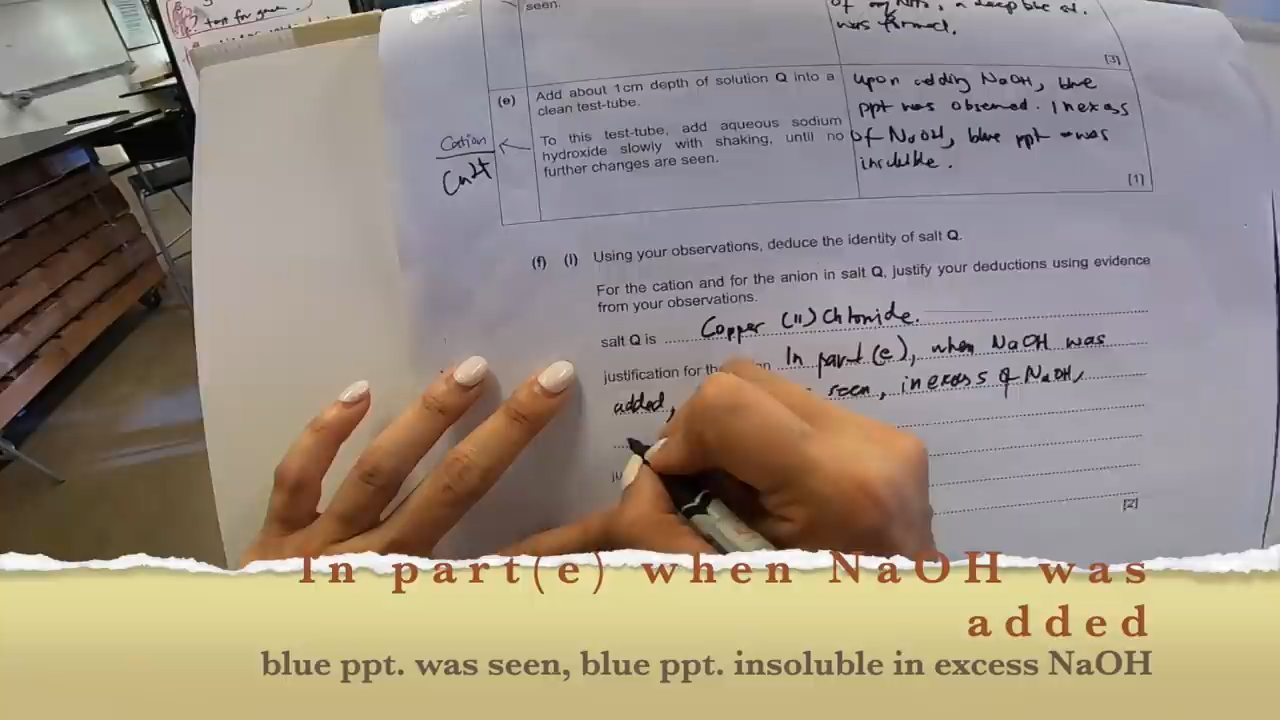 test for gases.
seen.
was formed.
[3]
(e)
Add about 1cm depth of solution Q into a
clean test-tube.
To this test-tube, add aqueous sodium
hydroxide slowly with shaking, until no
further changes are seen.
upon adding NaOH, blue
ppt was observed. In excess
of NaOH, blue ppt was
insoluble.
[1]
Cation
Cu2+
(f) (i) Using your observations, deduce the identity of salt Q.
For the cation and for the anion in salt Q, justify your deductions using evidence
from your observations.
salt Q is Copper (II) Chloride.
justification for the In part (e), when NaOH was
added, seen, in excess of NaOH,
[2]
In part(e) when NaOH was
added
blue ppt. was seen, blue ppt. insoluble in excess NaOH